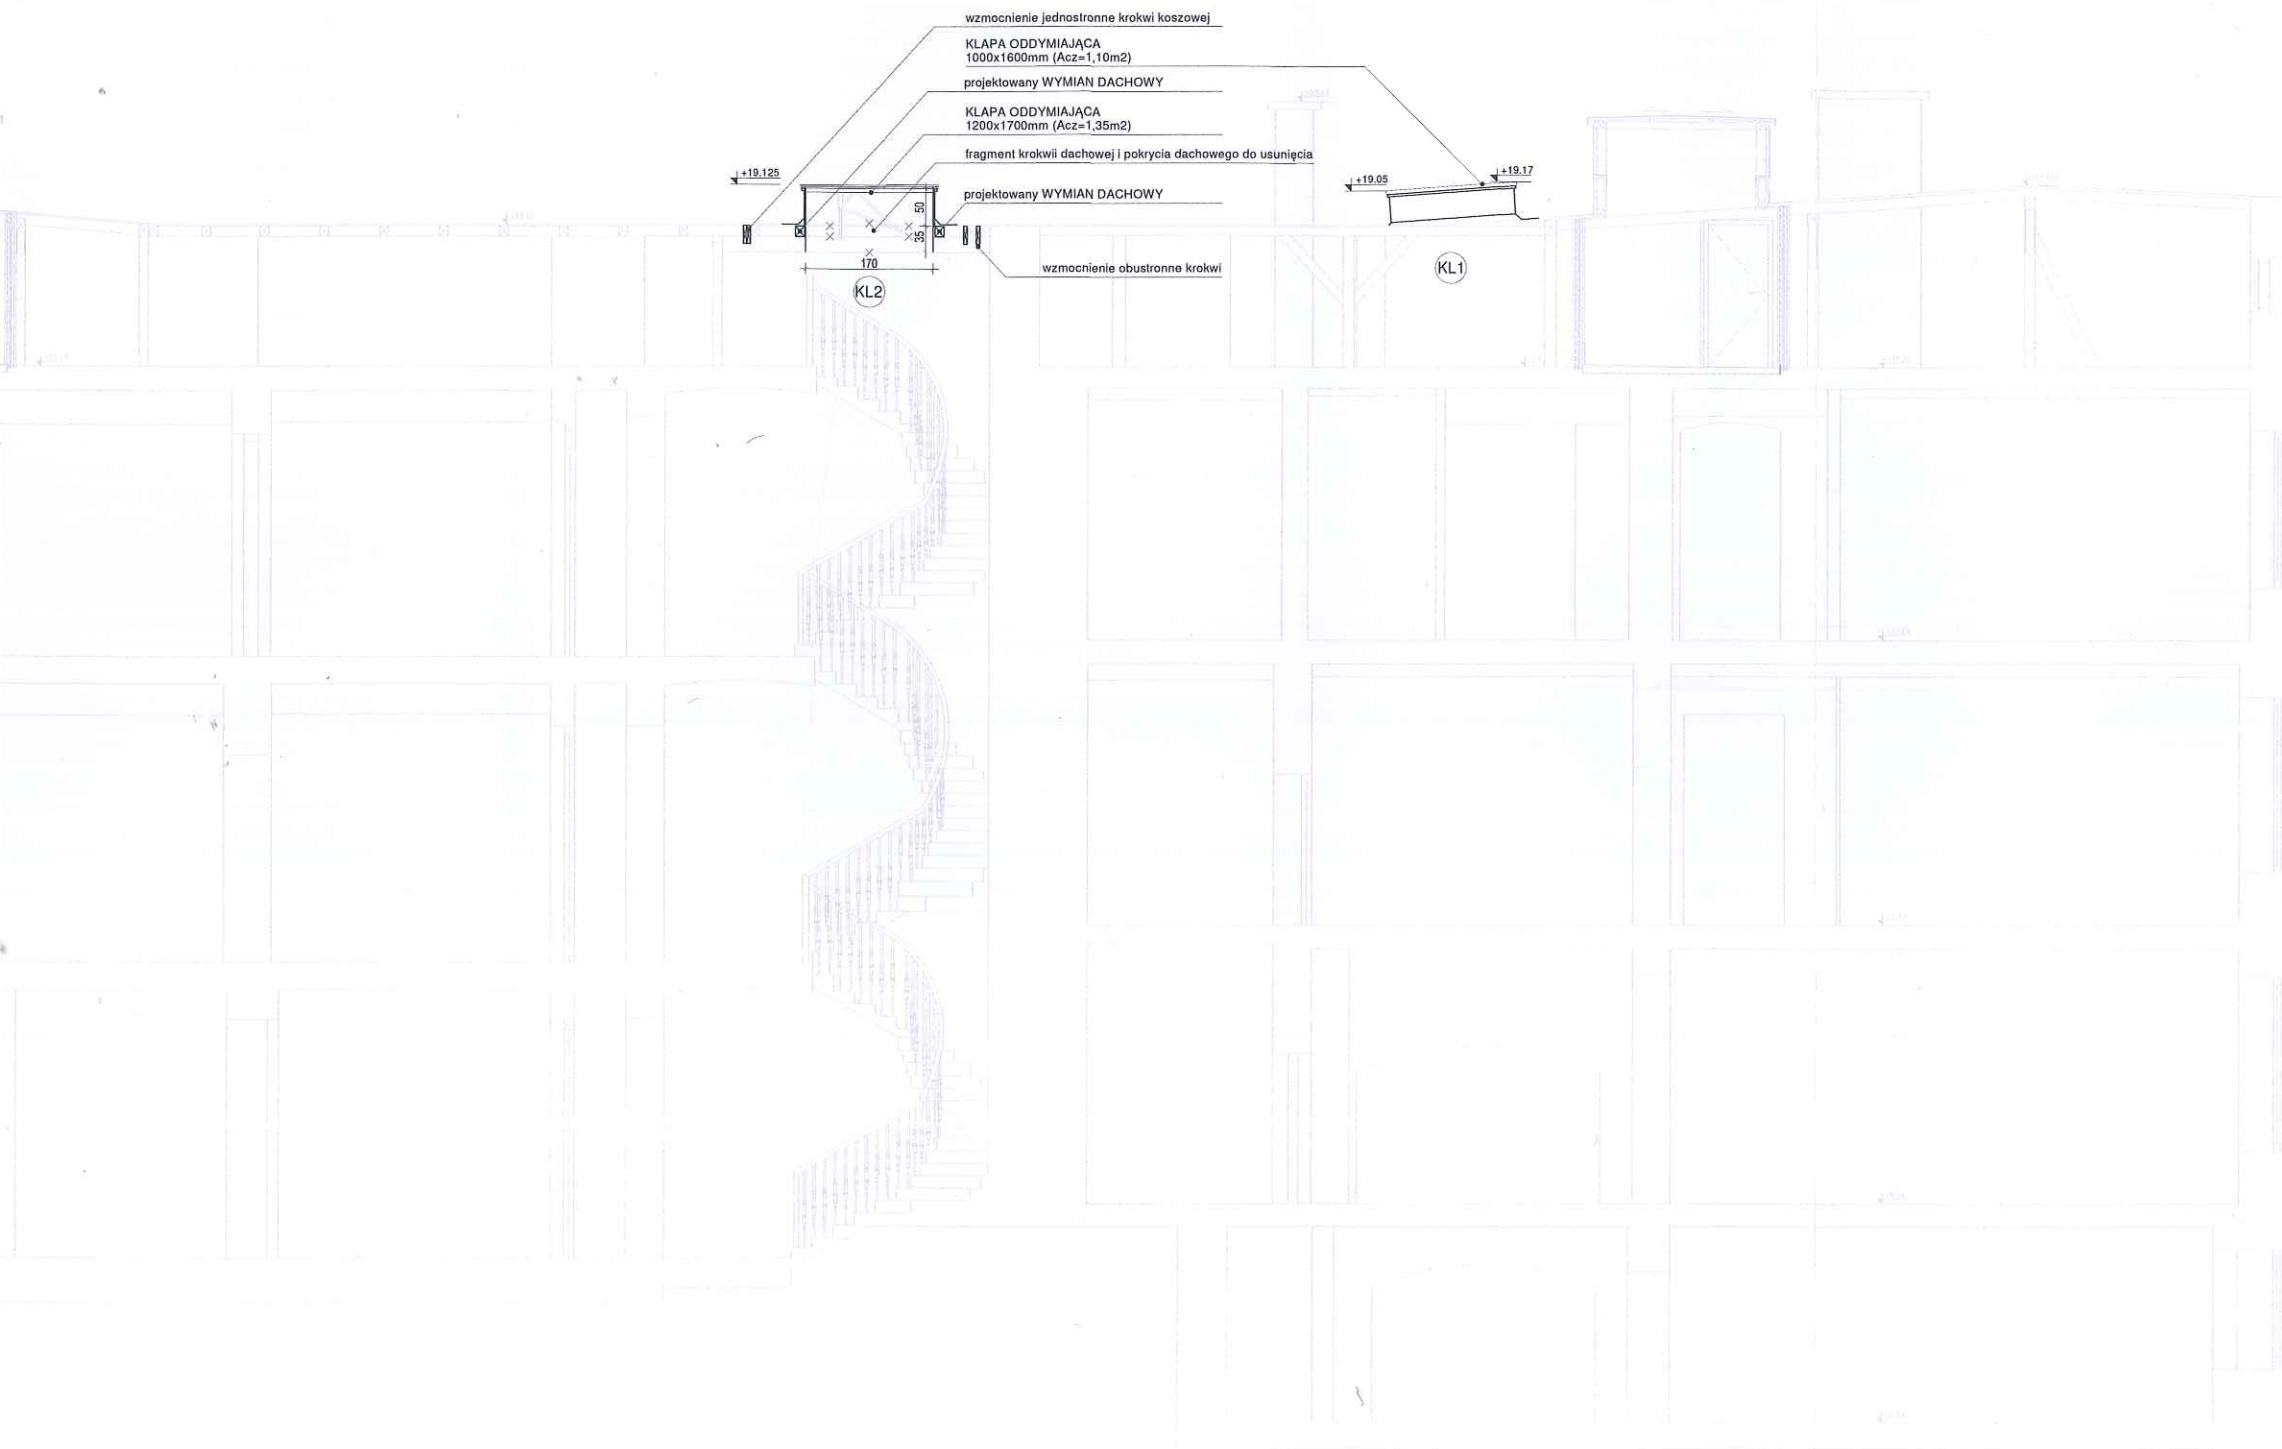 wzmocnienie jednostronne krokwi koszowej
KLAPA ODDYMIAJĄCA
1000x1600mm (Acz=1,10m2)
projektowany WYMIAN DACHOWY
KLAPA ODDYMIAJĄCA
1200x1700mm (Acz=1,35m2)
fragment krokwii dachowej i pokrycia dachowego do usunięcia
+19.125
+19.05
+19.17
projektowany WYMIAN DACHOWY
50
35
170
wzmocnienie obustronne krokwi
KL2
KL1